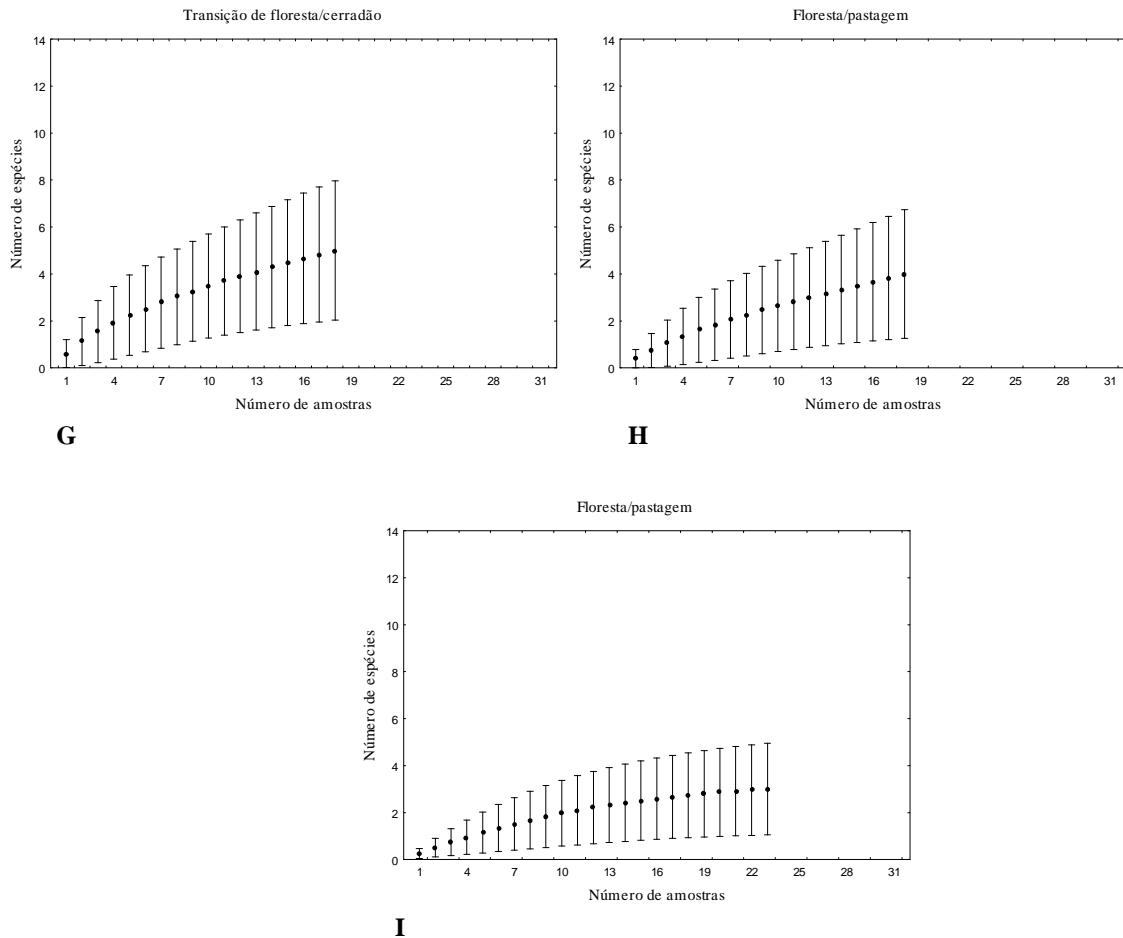 Transição de floresta/cerradão
Número de espécies
14
12
10
8
6
4
2
0
1 4 7 10 13 16 19 22 25 28 31
Número de amostras
G
Floresta/pastagem
Número de espécies
14
12
10
8
6
4
2
0
1 4 7 10 13 16 19 22 25 28 31
Número de amostras
H
Floresta/pastagem
Número de espécies
14
12
10
8
6
4
2
0
1 4 7 10 13 16 19 22 25 28 31
Número de amostras
I